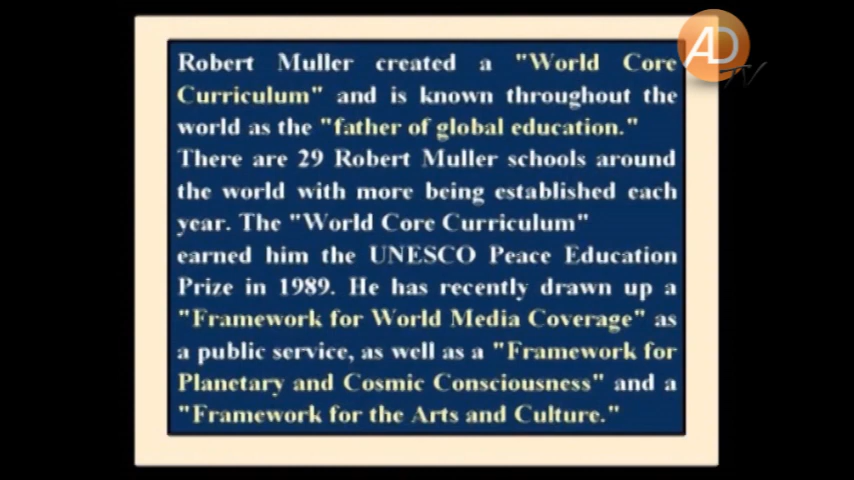 AD
TV
Robert Muller created a "World Core
Curriculum" and is known throughout the
world as the "father of global education."
There are 29 Robert Muller schools around
the world with more being established each
year. The "World Core Curriculum"
earned him the UNESCO Peace Education
Prize in 1989. He has recently drawn up a
"Framework for World Media Coverage" as
a public service, as well as a "Framework for
Planetary and Cosmic Consciousness" and a
"Framework for the Arts and Culture."